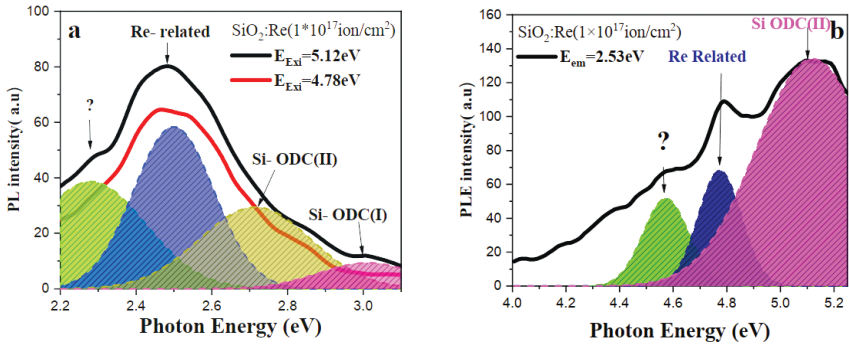 a
Re- related
SiO2:Re(1*10^17ion/cm^2)
E_Exi=5.12eV
E_Exi=4.78eV
?
Si- ODC(II)
Si- ODC(I)
PL intensity( a.u)
100
80
60
40
20
0
2.2 2.4 2.6 2.8 3.0
Photon Energy (eV)
b
SiO2:Re(1×10^17ion/cm^2)
Si ODC(II)
E_em=2.53eV
Re Related
?
PLE intensity( a.u)
160
140
120
100
80
60
40
20
0
4.0 4.2 4.4 4.6 4.8 5.0 5.2
Photon Energy (eV)